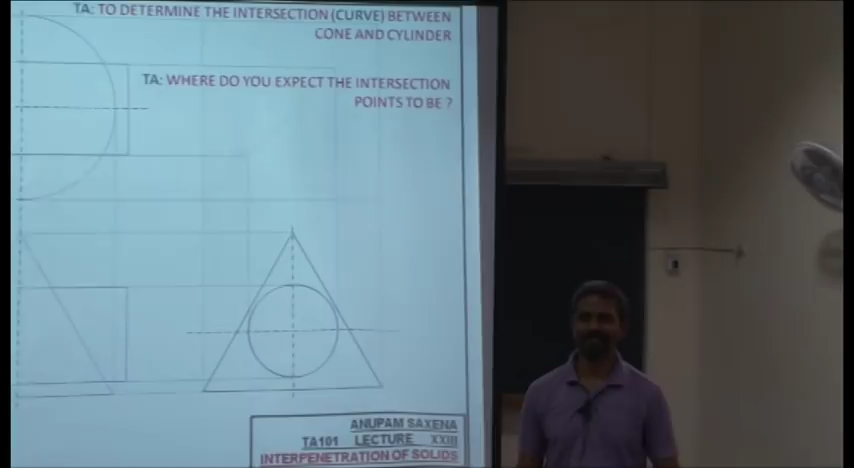 TA: TO DETERMINE THE INTERSECTION (CURVE) BETWEEN
CONE AND CYLINDER
TA: WHERE DO YOU EXPECT THE INTERSECTION
POINTS TO BE ?
ANUPAM SAXENA
TA101 LECTURE XXIII
INTERPENETRATION OF SOLIDS